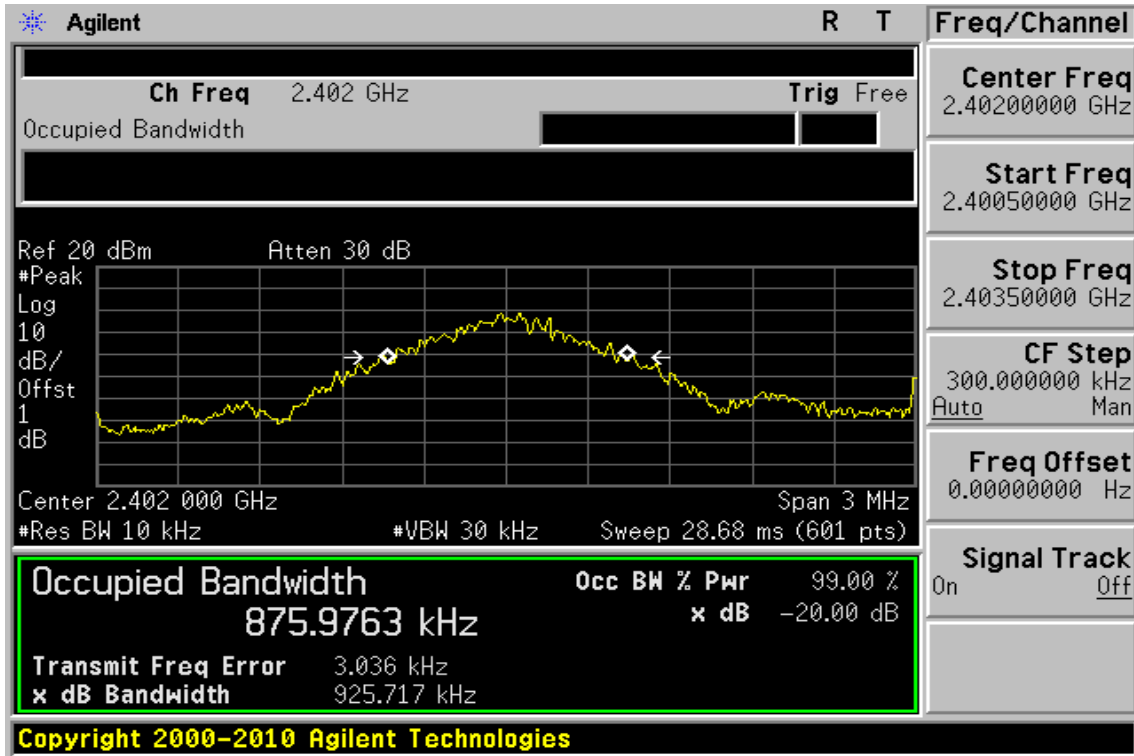 Agilent R T
Ch Freq 2.402 GHz Trig Free
Occupied Bandwidth
Ref 20 dBm Atten 30 dB
#Peak
Log
10
dB/
Offst
1
dB
Center 2.402 000 GHz Span 3 MHz
#Res BW 10 kHz #VBW 30 kHz Sweep 28.68 ms (601 pts)
Occupied Bandwidth Occ BW % Pwr 99.00 %
875.9763 kHz x dB -20.00 dB
Transmit Freq Error 3.036 kHz
x dB Bandwidth 925.717 kHz
Copyright 2000-2010 Agilent Technologies
Freq/Channel
Center Freq
2.40200000 GHz
Start Freq
2.40050000 GHz
Stop Freq
2.40350000 GHz
CF Step
300.000000 kHz
Auto Man
Freq Offset
0.00000000 Hz
Signal Track
On Off